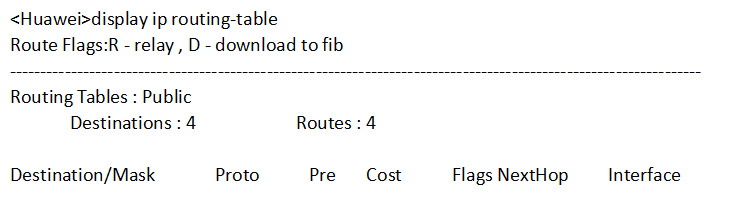 <Huawei>display ip routing-table
Route Flags:R - relay , D - download to fib
------------------------------------------------------------------------------------------------------------------
Routing Tables : Public
Destinations : 4 Routes : 4
Destination/Mask Proto Pre Cost Flags NextHop Interface